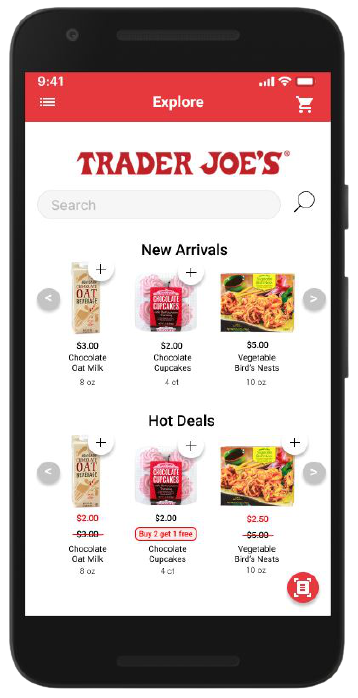 9:41
Explore
TRADER JOE'S®
Search
New Arrivals
CHOCOLATE
OAT
BEVERAGE
CHOCOLATE
CUPCAKES
+
+
<
>
$3.00
$2.00
$5.00
Chocolate
Oat Milk
Chocolate
Cupcakes
Vegetable
Bird's Nests
8 oz
4 ct
10 oz
Hot Deals
CHOCOLATE
OAT
BEVERAGE
CHOCOLATE
CUPCAKES
+
+
+
<
>
$2.00
$2.00
$2.50
$3.00
Buy 2 get 1 free
$5.00
Chocolate
Oat Milk
Chocolate
Cupcakes
Vegetable
Bird's Nests
8 oz
4 ct
10 oz